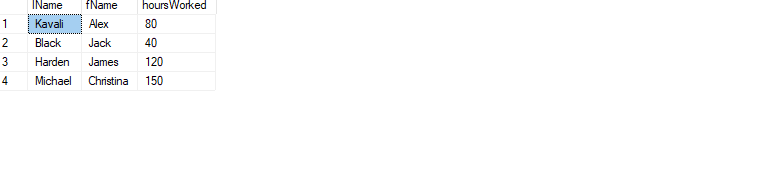 lName fName hoursWorked
1 Kavali Alex 80
2 Black Jack 40
3 Harden James 120
4 Michael Christina 150